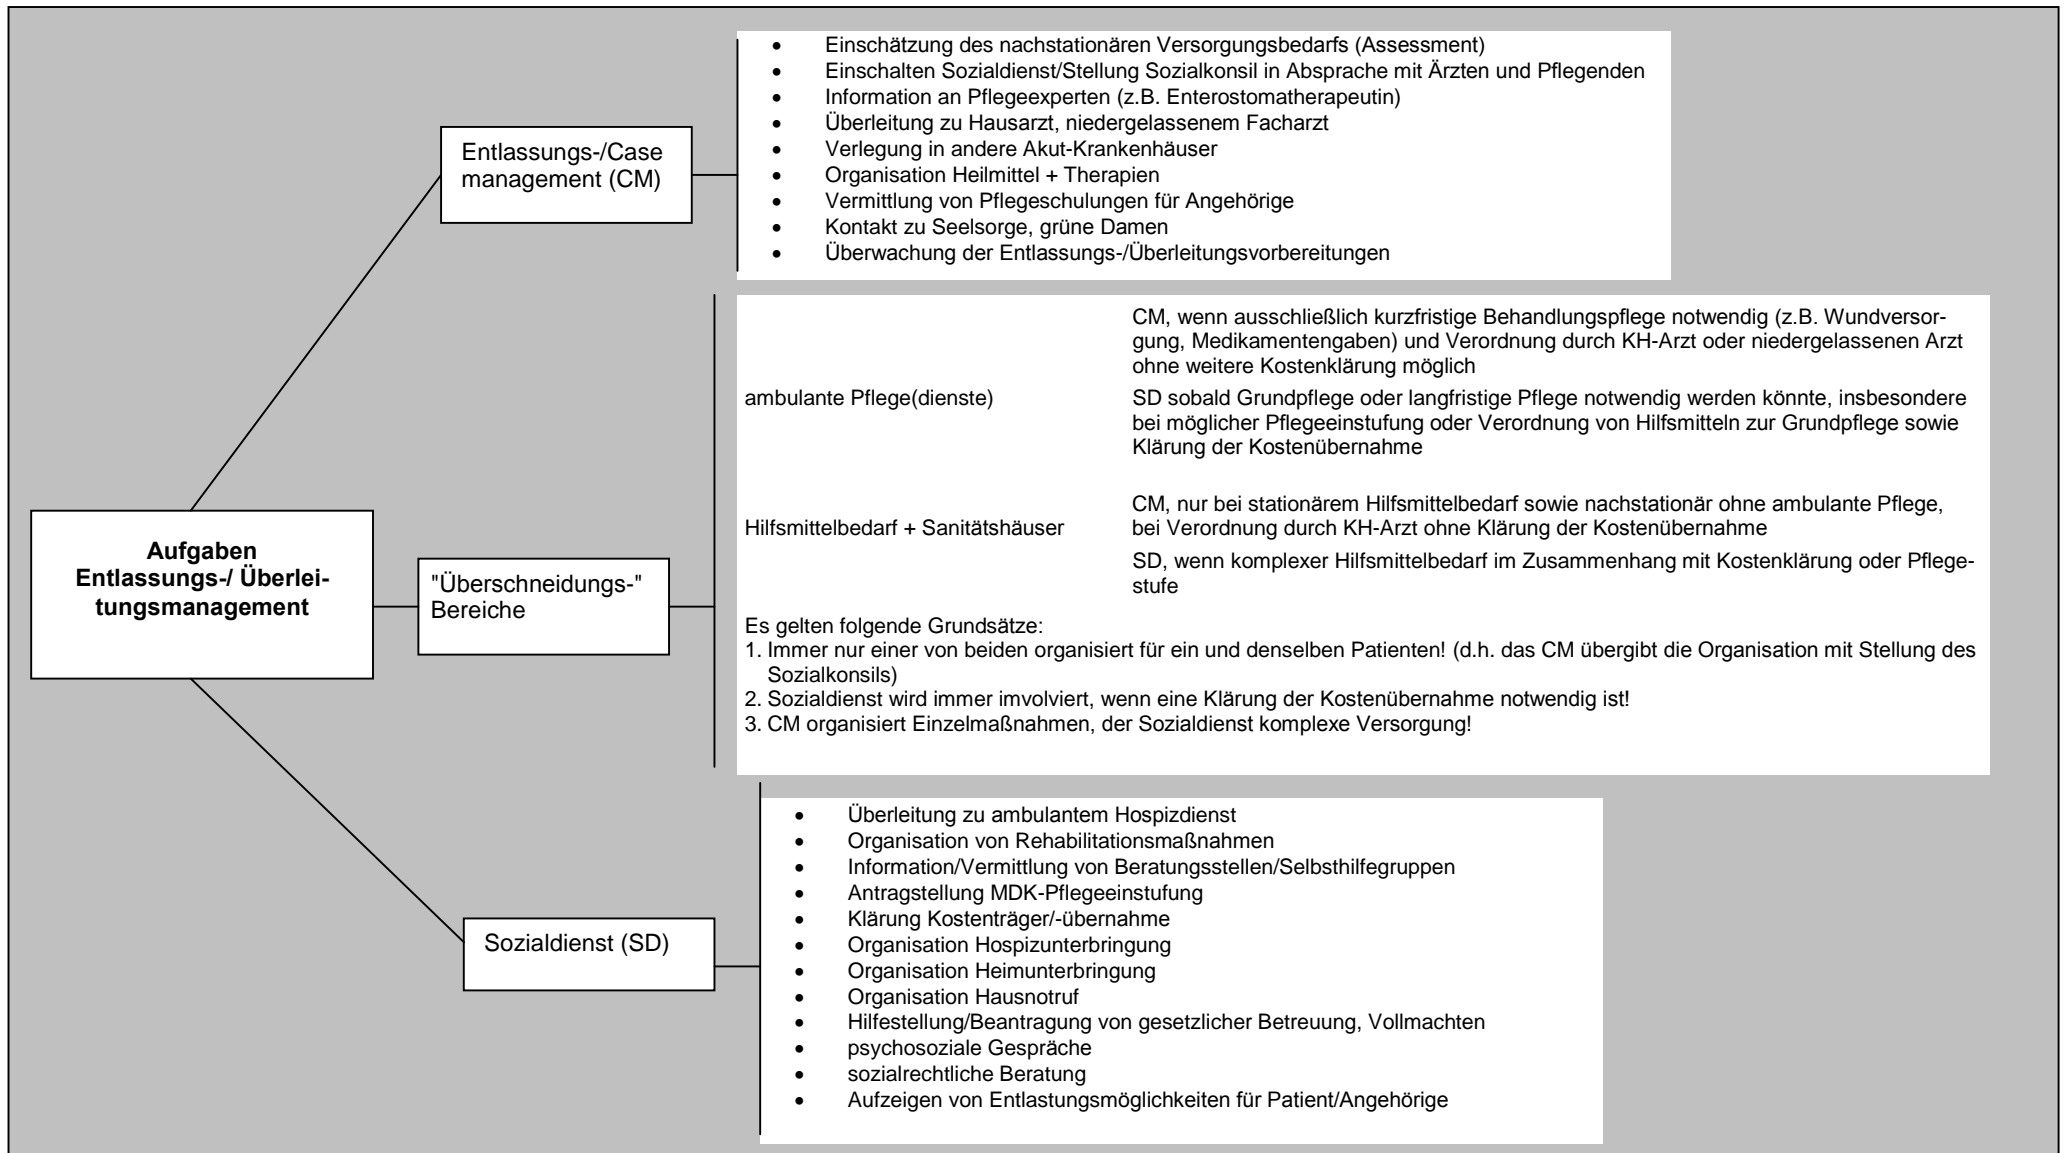 • Einschätzung des nachstationären Versorgungsbedarfs (Assessment)
• Einschalten Sozialdienst/Stellung Sozialkonsil in Absprache mit Ärzten und Pflegenden
• Information an Pflegeexperten (z.B. Enterostomatherapeutin)
• Überleitung zu Hausarzt, niedergelassenem Facharzt
• Verlegung in andere Akut-Krankenhäuser
• Organisation Heilmittel + Therapien
• Vermittlung von Pflegeschulungen für Angehörige
• Kontakt zu Seelsorge, grüne Damen
• Überwachung der Entlassungs-/Überleitungsvorbereitungen
Entlassungs-/Case
management (CM)
CM, wenn ausschließlich kurzfristige Behandlungspflege notwendig (z.B. Wundversor-
gung, Medikamentengaben) und Verordnung durch KH-Arzt oder niedergelassenen Arzt
ohne weitere Kostenklärung möglich
ambulante Pflege(dienste)
SD sobald Grundpflege oder langfristige Pflege notwendig werden könnte, insbesondere
bei möglicher Pflegeeinstufung oder Verordnung von Hilfsmitteln zur Grundpflege sowie
Klärung der Kostenübernahme
CM, nur bei stationärem Hilfsmittelbedarf sowie nachstationär ohne ambulante Pflege,
bei Verordnung durch KH-Arzt ohne Klärung der Kostenübernahme
Hilfsmittelbedarf + Sanitätshäuser
SD, wenn komplexer Hilfsmittelbedarf im Zusammenhang mit Kostenklärung oder Pflege-
stufe
Aufgaben
Entlassungs-/ Überlei-
tungsmanagement
"Überschneidungs-"
Bereiche
Es gelten folgende Grundsätze:
1. Immer nur einer von beiden organisiert für ein und denselben Patienten! (d.h. das CM übergibt die Organisation mit Stellung des
Sozialkonsils)
2. Sozialdienst wird immer imvolviert, wenn eine Klärung der Kostenübernahme notwendig ist!
3. CM organisiert Einzelmaßnahmen, der Sozialdienst komplexe Versorgung!
Sozialdienst (SD)
• Überleitung zu ambulantem Hospizdienst
• Organisation von Rehabilitationsmaßnahmen
• Information/Vermittlung von Beratungsstellen/Selbsthilfegruppen
• Antragstellung MDK-Pflegeeinstufung
• Klärung Kostenträger/-übernahme
• Organisation Hospizunterbringung
• Organisation Heimunterbringung
• Organisation Hausnotruf
• Hilfestellung/Beantragung von gesetzlicher Betreuung, Vollmachten
• psychosoziale Gespräche
• sozialrechtliche Beratung
• Aufzeigen von Entlastungsmöglichkeiten für Patient/Angehörige